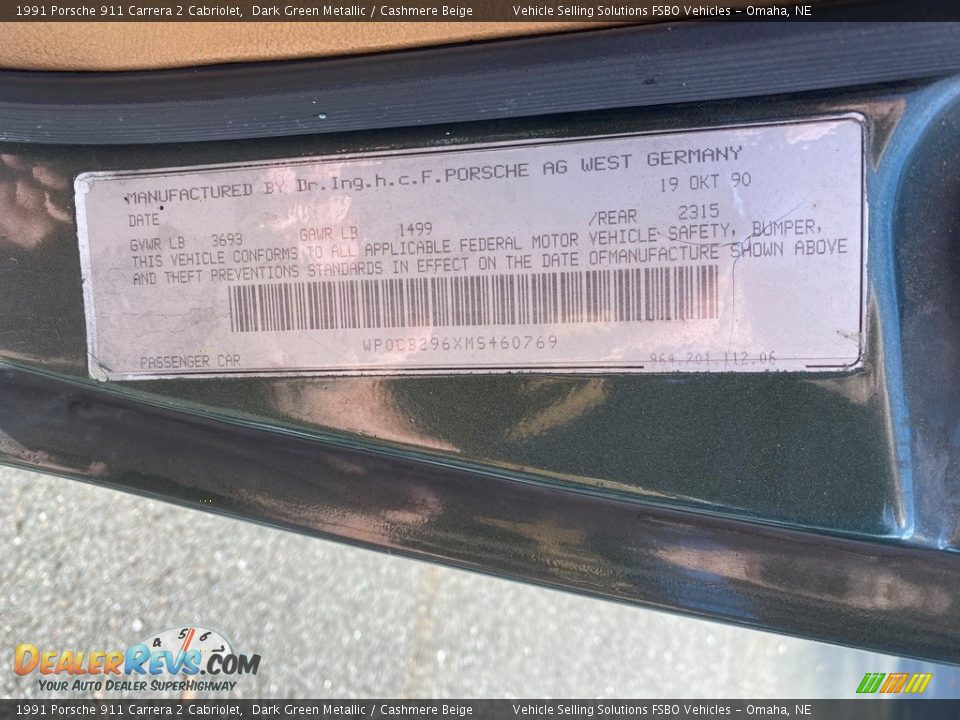 1991 Porsche 911 Carrera 2 Cabriolet, Dark Green Metallic / Cashmere Beige Vehicle Selling Solutions FSBO Vehicles - Omaha, NE
MANUFACTURED BY Dr.Ing.h.c.F.PORSCHE AG WEST GERMANY
DATE 19 OKT 90
GVWR LB 3693 GAWR LB 1499 /REAR 2315
THIS VEHICLE CONFORMS TO ALL APPLICABLE FEDERAL MOTOR VEHICLE SAFETY, BUMPER,
AND THEFT PREVENTIONS STANDARDS IN EFFECT ON THE DATE OFMANUFACTURE SHOWN ABOVE
WP0CB296XMS460769
PASSENGER CAR 964.701.112.06
4 5 6
DEALERREVS.COM
YOUR AUTO DEALER SUPERHIGHWAY
1991 Porsche 911 Carrera 2 Cabriolet, Dark Green Metallic / Cashmere Beige Vehicle Selling Solutions FSBO Vehicles - Omaha, NE